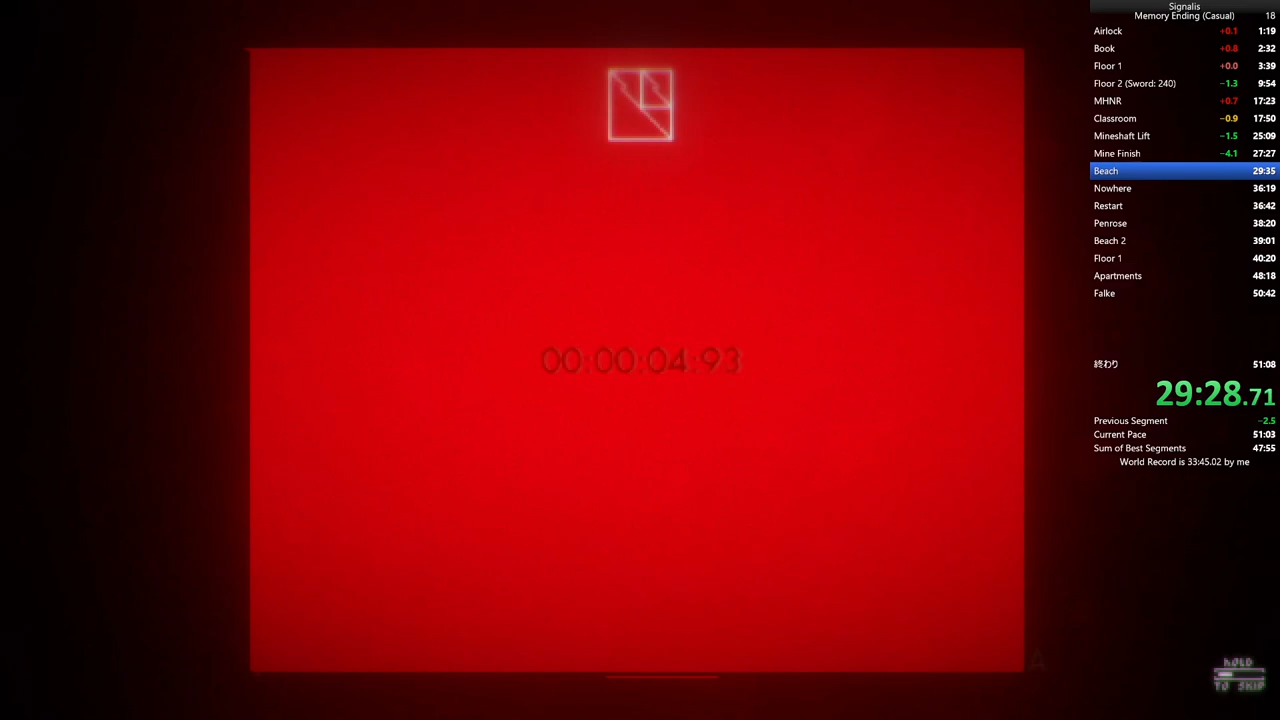 00:00:04:93
A
HOLD
TO SKIP
Signalis
Memory Ending (Casual) 18
Airlock +0.1 1:19
Book +0.8 2:32
Floor 1 +0.0 3:39
Floor 2 (Sword: 240) −1.3 9:54
MHNR +0.7 17:23
Classroom −0.9 17:50
Mineshaft Lift −1.5 25:09
Mine Finish −4.1 27:27
Beach 29:35
Nowhere 36:19
Restart 36:42
Penrose 38:20
Beach 2 39:01
Floor 1 40:20
Apartments 48:18
Falke 50:42
終わり 51:08
29:28.71
Previous Segment −2.5
Current Pace 51:03
Sum of Best Segments 47:55
World Record is 33:45.02 by me